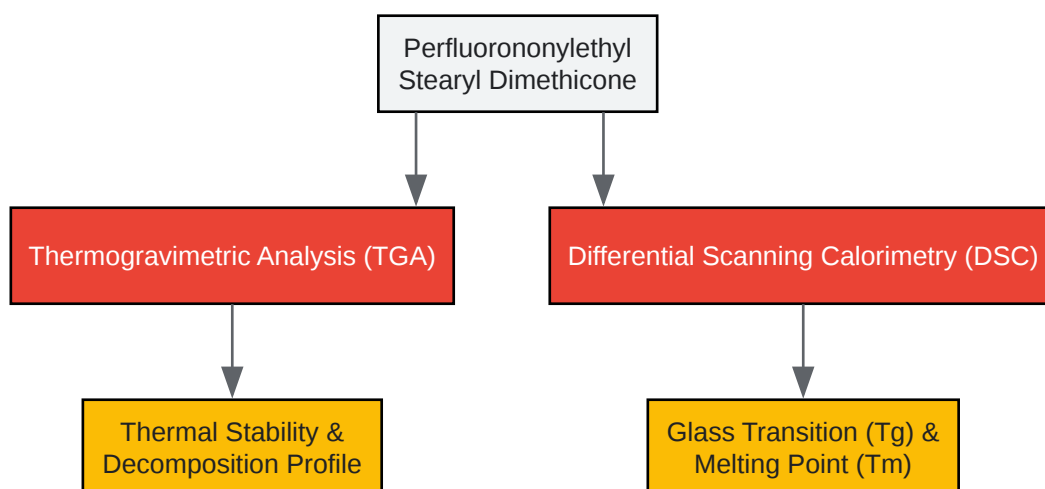 Perfluorononylethyl
Stearyl Dimethicone
Thermogravimetric Analysis (TGA)
Differential Scanning Calorimetry (DSC)
Thermal Stability &
Decomposition Profile
Glass Transition (Tg) &
Melting Point (Tm)